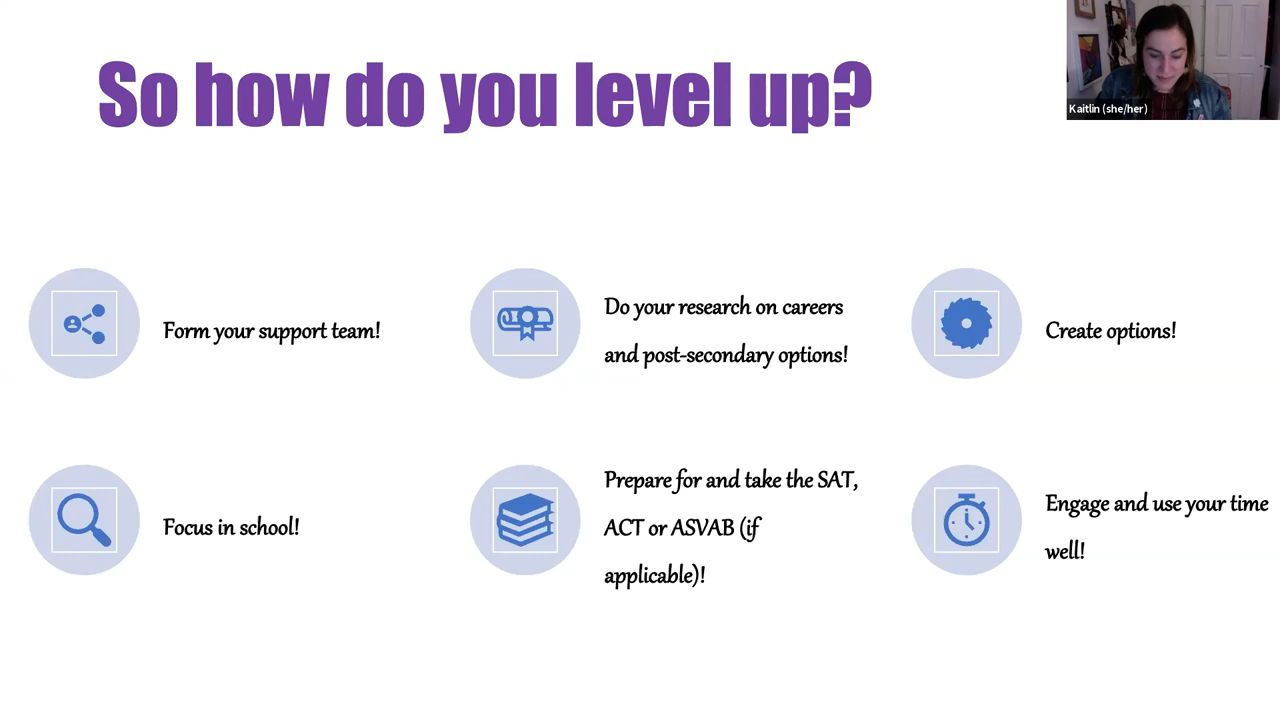 So how do you level up?
Kaitlin (she/her)
Form your support team!
Do your research on careers
and post-secondary options!
Create options!
Focus in school!
Prepare for and take the SAT,
ACT or ASVAB (if
applicable)!
Engage and use your time
well!